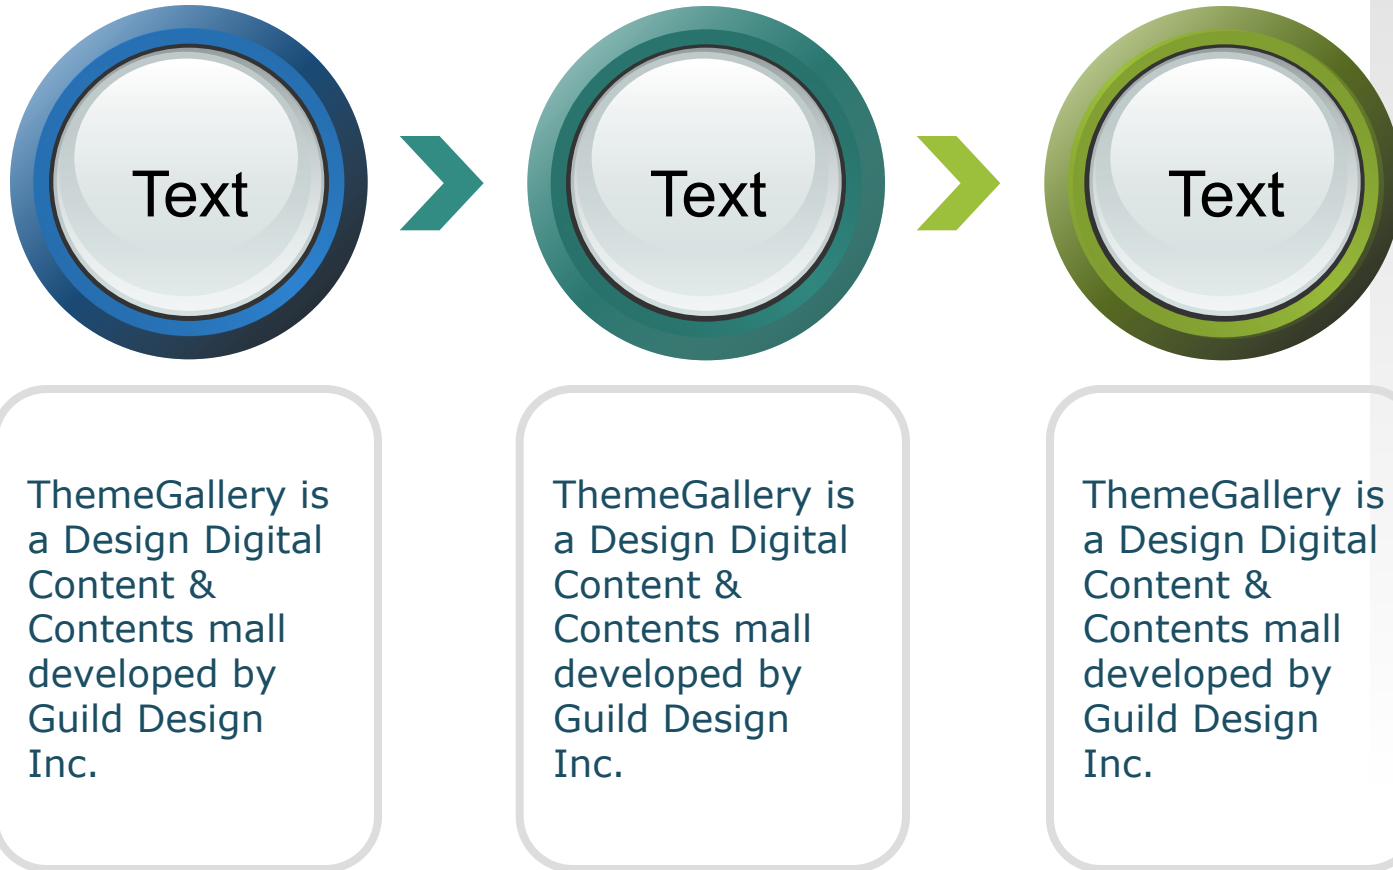 Text
Text
Text
ThemeGallery is
a Design Digital
Content &
Contents mall
developed by
Guild Design
Inc.
ThemeGallery is
a Design Digital
Content &
Contents mall
developed by
Guild Design
Inc.
ThemeGallery is
a Design Digital
Content &
Contents mall
developed by
Guild Design
Inc.